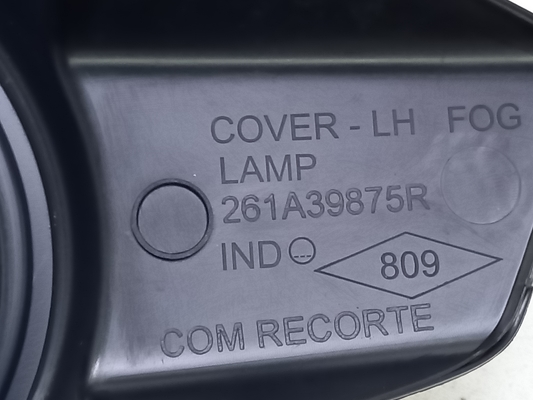 COVER - LH FOG
LAMP
261A39875R
IND
809
COM RECORTE